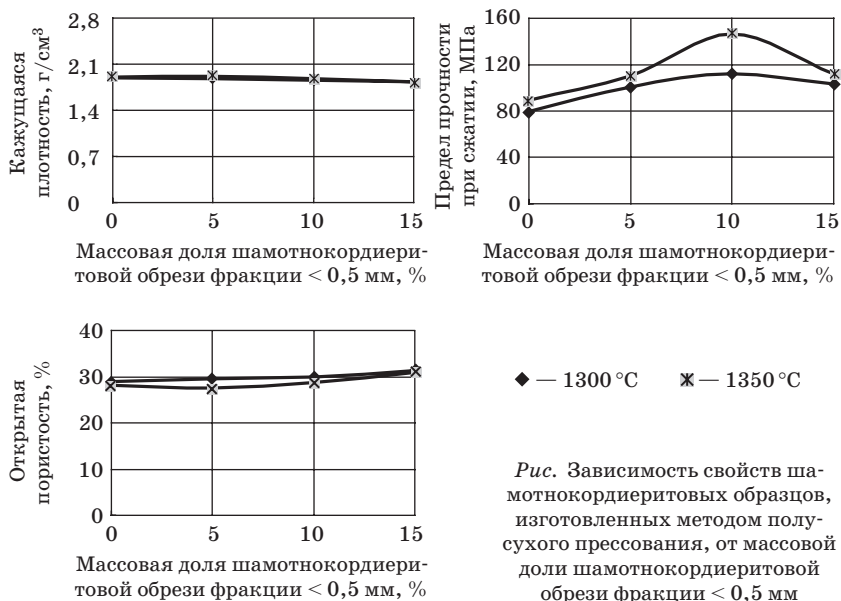 2,8
2,1
1,4
0,7
0
0 5 10 15
Кажущаяся
плотность, г/см³
Массовая доля шамотнокордиери-
товой обрези фракции < 0,5 мм, %
160
120
80
40
0
0 5 10 15
Предел прочности
при сжатии, МПа
Массовая доля шамотнокордиери-
товой обрези фракции < 0,5 мм, %
40
30
20
10
0
0 5 10 15
Открытая
пористость, %
Массовая доля шамотнокордиери-
товой обрези фракции < 0,5 мм, %
— 1300 °С — 1350 °С
Рис. Зависимость свойств ша-
мотнокордиеритовых образцов,
изготовленных методом полу-
сухого прессования, от массовой
доли шамотнокордиеритовой
обрези фракции < 0,5 мм